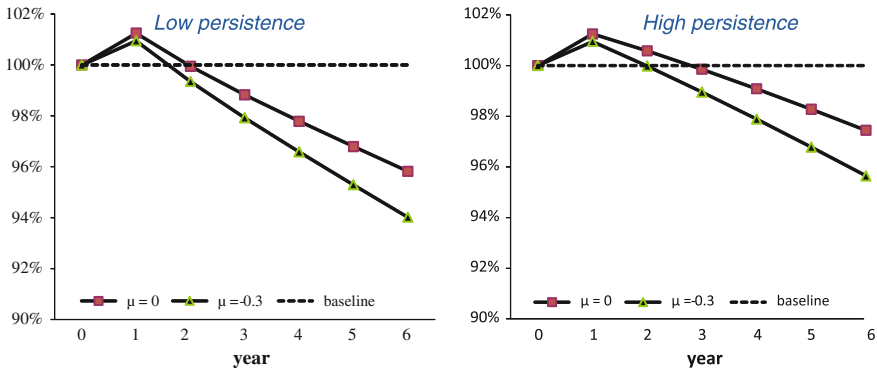 Low persistence
102%
100%
98%
96%
94%
92%
90%
μ = 0 μ =-0.3 baseline
0 1 2 3 4 5 6
year
High persistence
102%
100%
98%
96%
94%
92%
90%
μ = 0 μ =-0.3 baseline
0 1 2 3 4 5 6
year